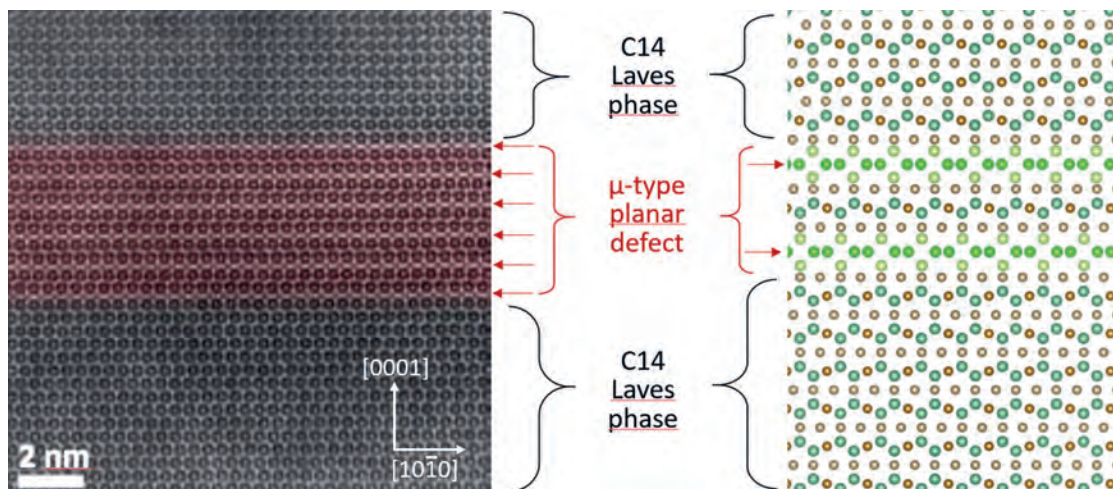 C14
Laves
phase
μ-type
planar
defect
C14
Laves
phase
[0001]
[101̄0]
2 nm